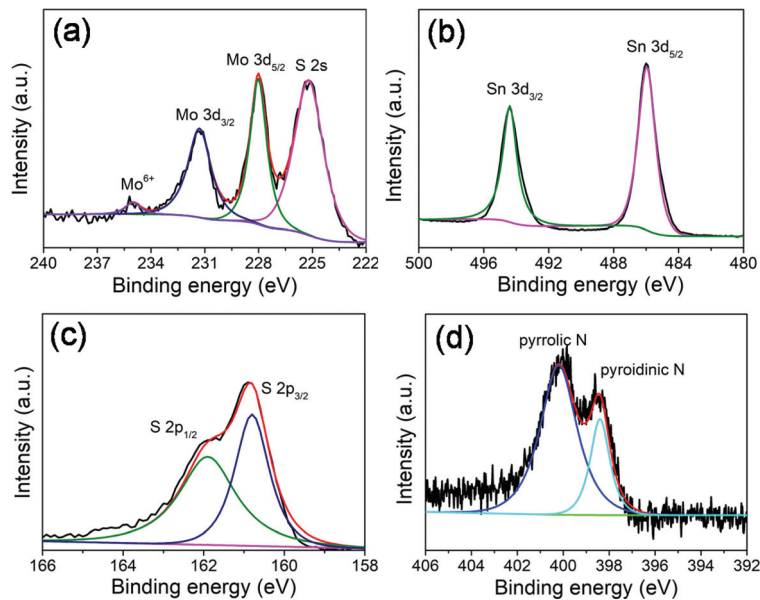 (a)
Mo 3d5/2
S 2s
Mo 3d3/2
Mo6+
Intensity (a.u.)
240 237 234 231 228 225 222
Binding energy (eV)
(b)
Sn 3d5/2
Sn 3d3/2
Intensity (a.u.)
500 496 492 488 484 480
Binding energy (eV)
(c)
S 2p3/2
S 2p1/2
Intensity (a.u.)
166 164 162 160 158
Binding energy (eV)
(d)
pyrrolic N
pyroidinic N
Intensity (a.u.)
406 404 402 400 398 396 394 392
Binding energy (eV)